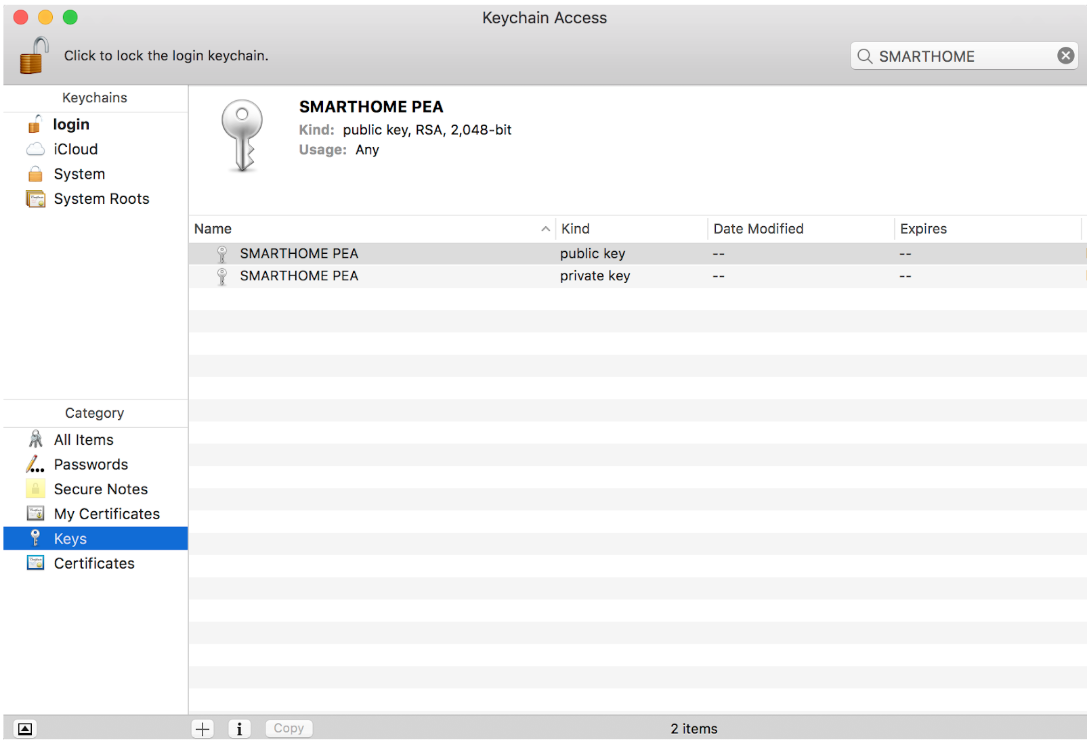 Keychain Access
Click to lock the login keychain.
SMARTHOME
Keychains
login
iCloud
System
System Roots
SMARTHOME PEA
Kind: public key, RSA, 2,048-bit
Usage: Any
Name Kind Date Modified Expires
SMARTHOME PEA public key -- --
SMARTHOME PEA private key -- --
Category
All Items
Passwords
Secure Notes
My Certificates
Keys
Certificates
Copy
2 items